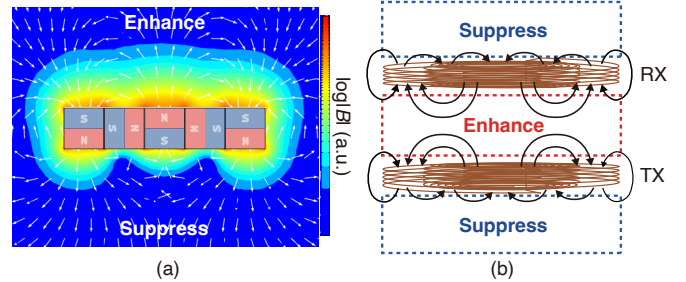 Enhance
S
S
N
N
N
S
N
S
N
S
Suppress
log|B| (a.u.)
(a)
Suppress
RX
Enhance
TX
Suppress
(b)